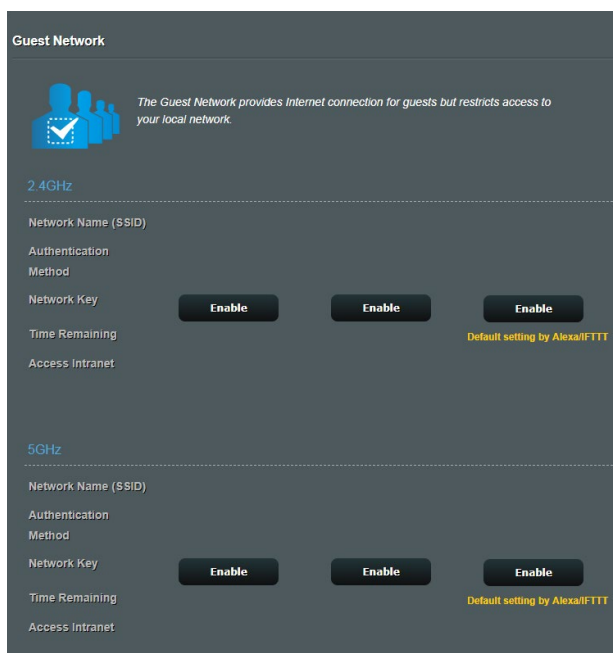 Guest Network
The Guest Network provides Internet connection for guests but restricts access to
your local network.
2.4GHz
Network Name (SSID)
Authentication
Method
Network Key
Enable Enable Enable
Time Remaining
Default setting by Alexa/IFTTT
Access Intranet
5GHz
Network Name (SSID)
Authentication
Method
Network Key
Enable Enable Enable
Time Remaining
Default setting by Alexa/IFTTT
Access Intranet